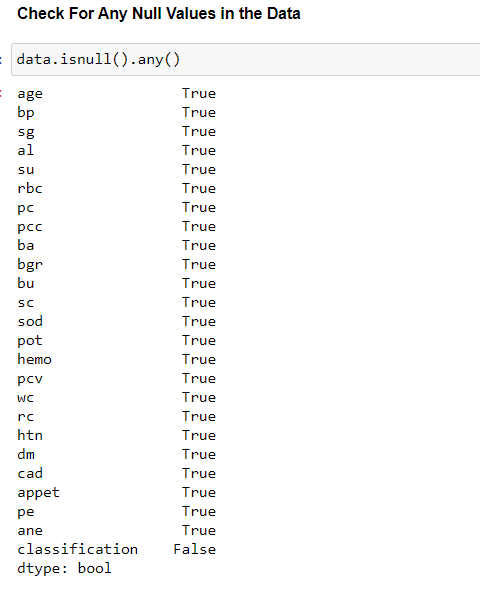 Check For Any Null Values in the Data
data.isnull().any()
age True
bp True
sg True
al True
su True
rbc True
pc True
pcc True
ba True
bgr True
bu True
sc True
sod True
pot True
hemo True
pcv True
wc True
rc True
htn True
dm True
cad True
appet True
pe True
ane True
classification False
dtype: bool